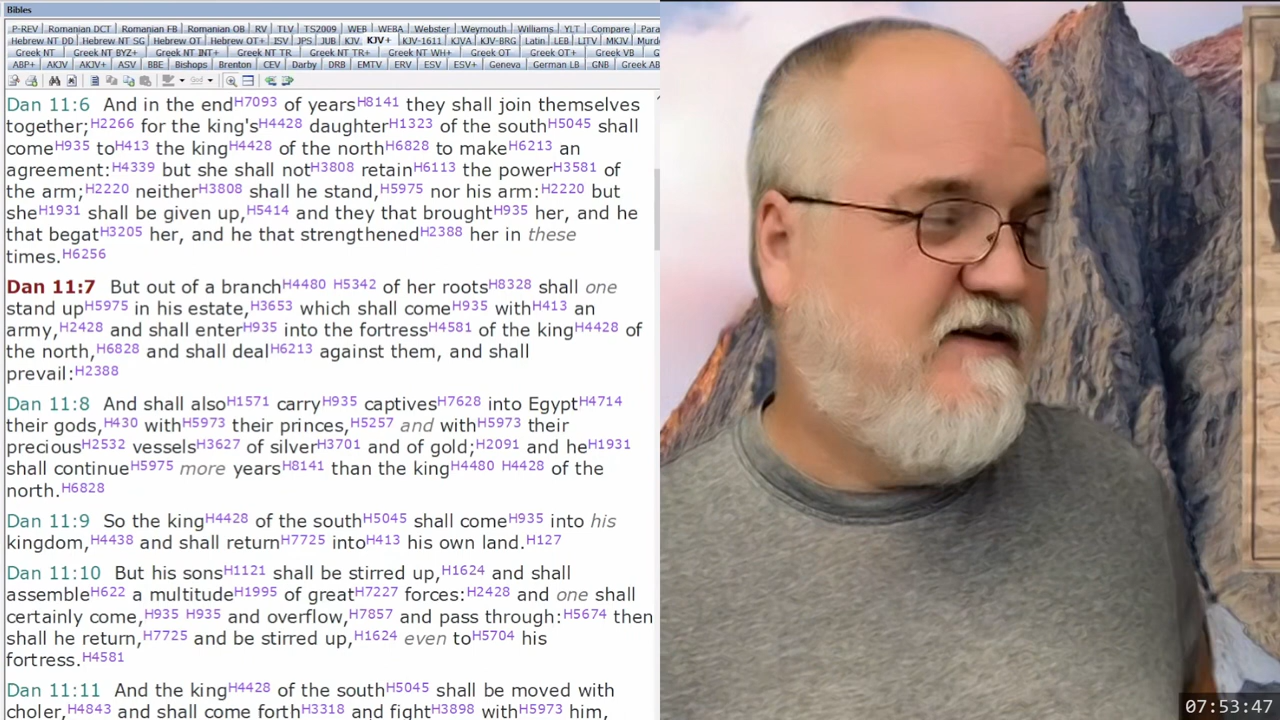 Bibles
P-REV Romanian DCT Romanian FB Romanian OB RV TLV TS2009 WEB WEBA Webster Weymouth Williams YLT Compare Para
Hebrew NT DD Hebrew NT SG Hebrew OT Hebrew OT+ ISV JPS JUB KJV KJV+ KJV-1611 KJVA KJV-BRG Latin LEB LITV MKJV Murd
Greek NT Greek NT BYZ+ Greek NT INT+ Greek NT TR Greek NT TR+ Greek NT WH+ Greek OT Greek OT+ Greek VB G
ABP+ AKJV AKJV+ ASV BBE Bishops Brenton CEV Darby DRB EMTV ERV ESV ESV+ Geneva German LB GNB Greek AB
Dan 11:6 And in the endH7093 of yearsH8141 they shall join themselves
together;H2266 for the king'sH4428 daughterH1323 of the southH5045 shall
comeH935 toH413 the kingH4428 of the northH6828 to makeH6213 an
agreement:H4339 but she shall notH3808 retainH6113 the powerH3581 of
the arm;H2220 neitherH3808 shall he stand,H5975 nor his arm:H2220 but
sheH1931 shall be given up,H5414 and they that broughtH935 her, and he
that begatH3205 her, and he that strengthenedH2388 her in these
times.H6256
Dan 11:7 But out of a branchH4480 H5342 of her rootsH8328 shall one
stand upH5975 in his estate,H3653 which shall comeH935 withH413 an
army,H2428 and shall enterH935 into the fortressH4581 of the kingH4428 of
the north,H6828 and shall dealH6213 against them, and shall
prevail:H2388
Dan 11:8 And shall alsoH1571 carryH935 captivesH7628 into EgyptH4714
their gods,H430 withH5973 their princes,H5257 and withH5973 their
preciousH2532 vesselsH3627 of silverH3701 and of gold;H2091 and heH1931
shall continueH5975 more yearsH8141 than the kingH4480 H4428 of the
north.H6828
Dan 11:9 So the kingH4428 of the southH5045 shall comeH935 into his
kingdom,H4438 and shall returnH7725 intoH413 his own land.H127
Dan 11:10 But his sonsH1121 shall be stirred up,H1624 and shall
assembleH622 a multitudeH1995 of greatH7227 forces:H2428 and one shall
certainly come,H935 H935 and overflow,H7857 and pass through:H5674 then
shall he return,H7725 and be stirred up,H1624 even toH5704 his
fortress.H4581
Dan 11:11 And the kingH4428 of the southH5045 shall be moved with
choler,H4843 and shall come forthH3318 and fightH3898 withH5973 him,
07:53:47